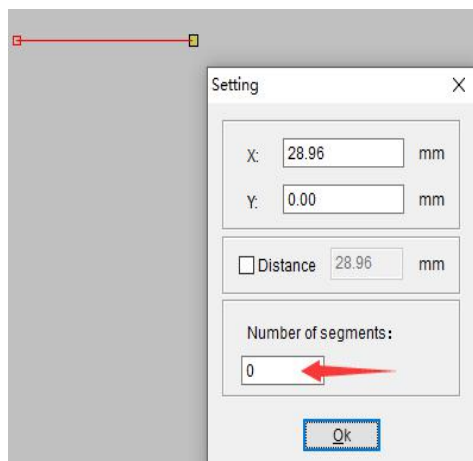 Setting
X: 28.96 mm
Y: 0.00 mm
Distance 28.96 mm
Number of segments:
0
Ok